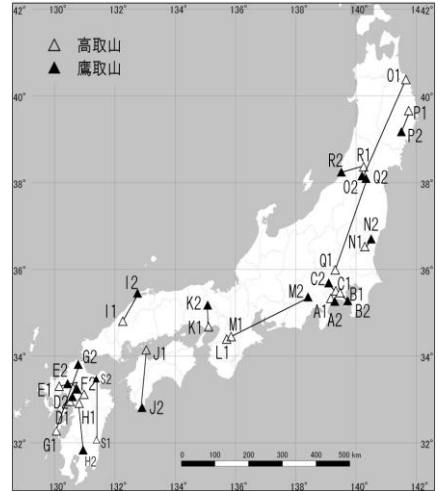 130° 132° 134° 136° 138° 140° 142°
42°
△ 高取山
▲ 鷹取山
O1
40° 40°
P1
P2
R1
R2
O2 Q2
38° 38°
N2
N1
Q1
36° C2 C1 36°
I2 K2 M2 B1
I1 K1 M1 A1 A2 B2
L1
G2 J1
34° 34°
E2 F2 S2
E1
D2
D1 H1 J2
G1 S1
32° H2 32°
0 100 200 300 400 500 km
130° 132° 134° 136° 138° 140° 142°